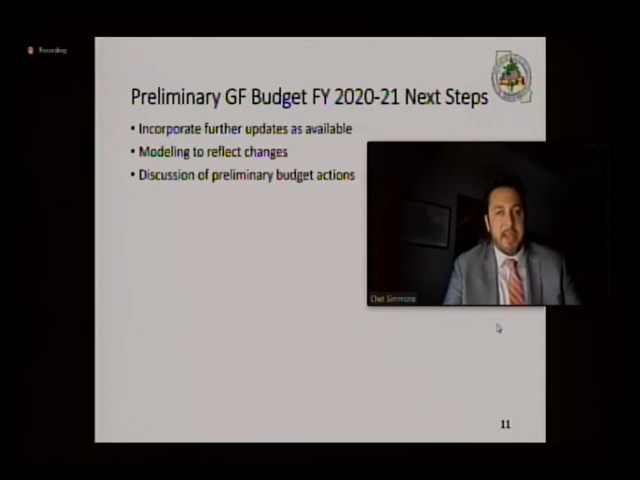 Recording
Preliminary GF Budget FY 2020-21 Next Steps
• Incorporate further updates as available
• Modeling to reflect changes
• Discussion of preliminary budget actions
Chet Simmons
11